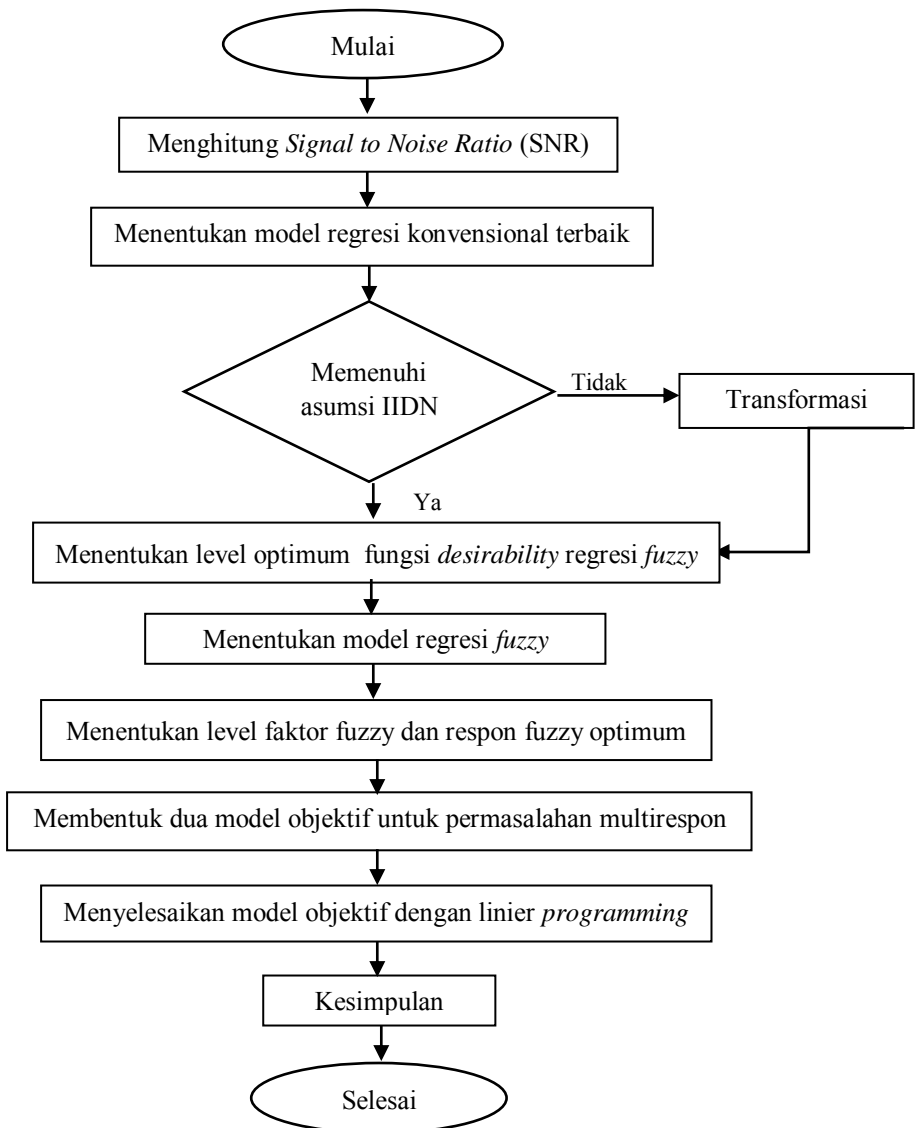 Mulai
Menghitung Signal to Noise Ratio (SNR)
Menentukan model regresi konvensional terbaik
Memenuhi
asumsi IIDN
Tidak
Transformasi
Ya
Menentukan level optimum fungsi desirability regresi fuzzy
Menentukan model regresi fuzzy
Menentukan level faktor fuzzy dan respon fuzzy optimum
Membentuk dua model objektif untuk permasalahan multirespon
Menyelesaikan model objektif dengan linier programming
Kesimpulan
Selesai